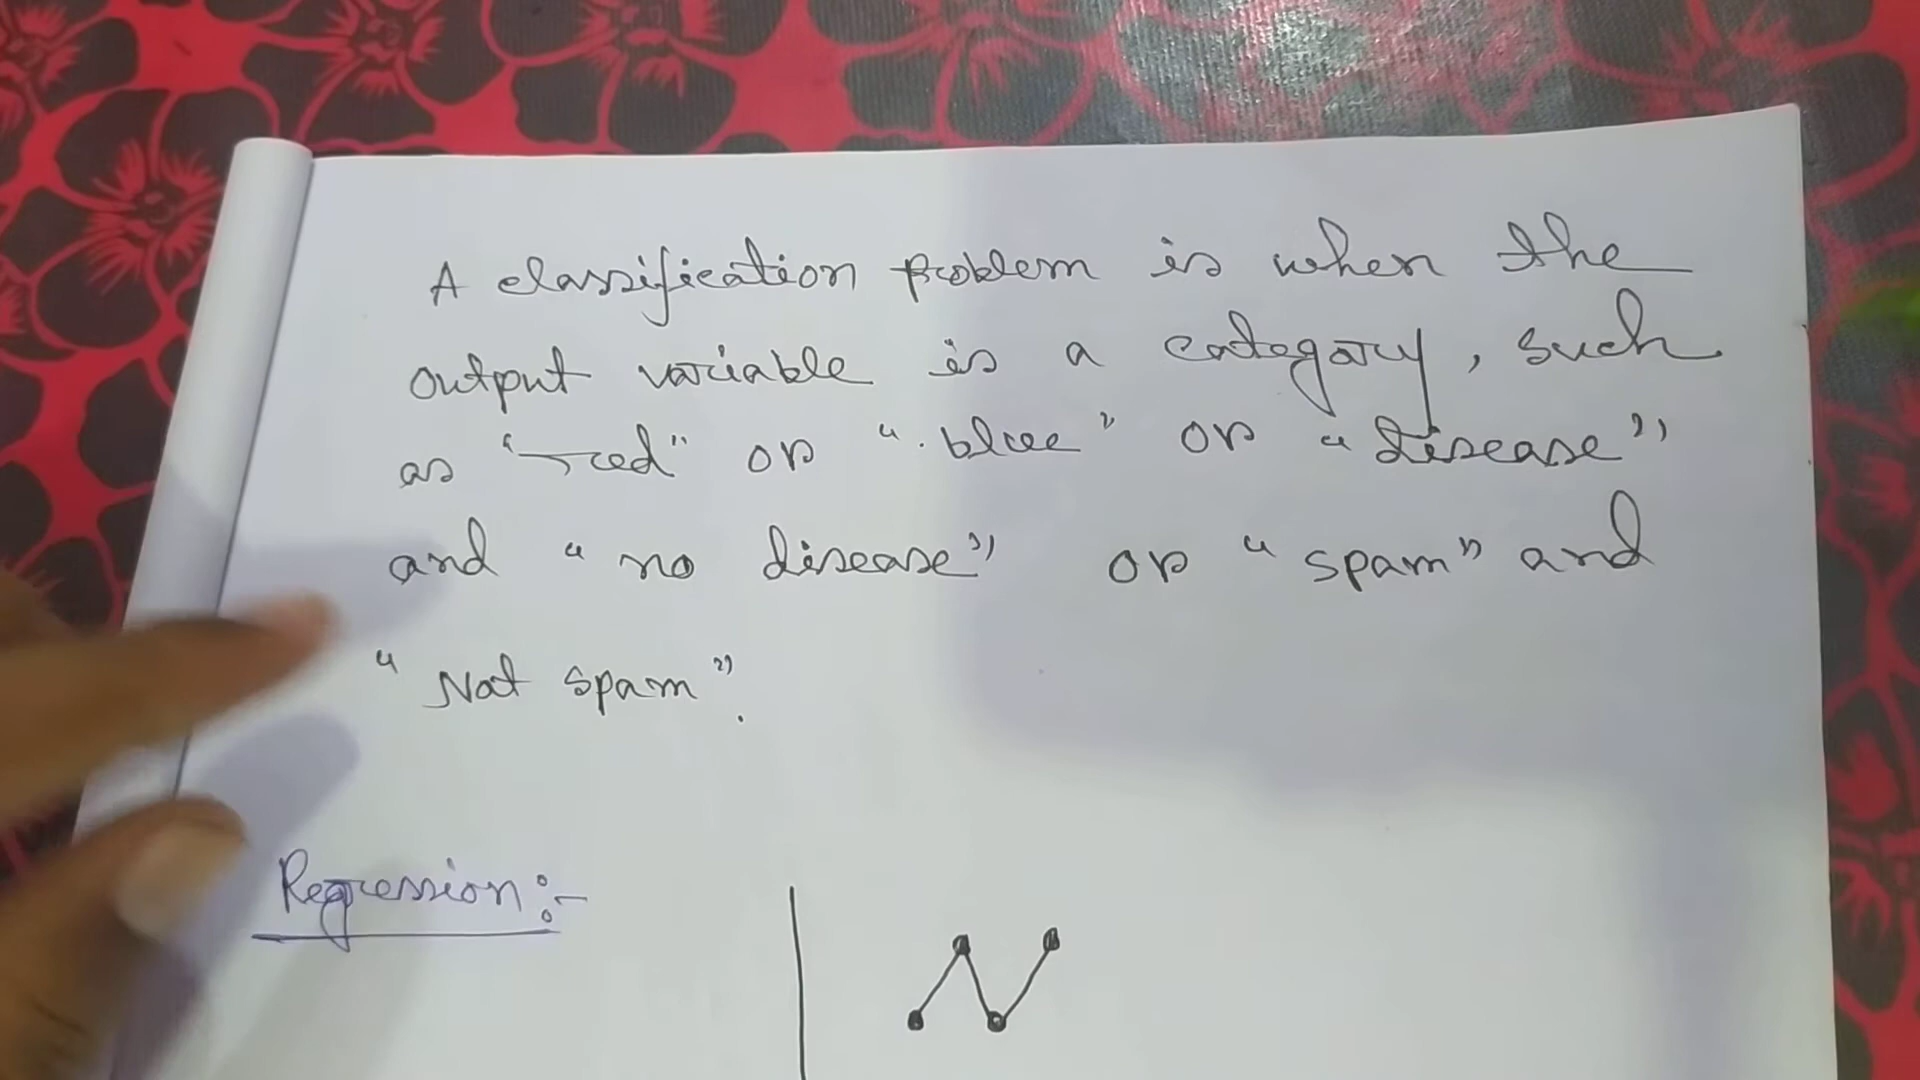 A classification problem is when the
output variable is a category, such
as "red" or "blue" or "disease"
and "no disease" or "spam" and
"Not spam".
Regression:-